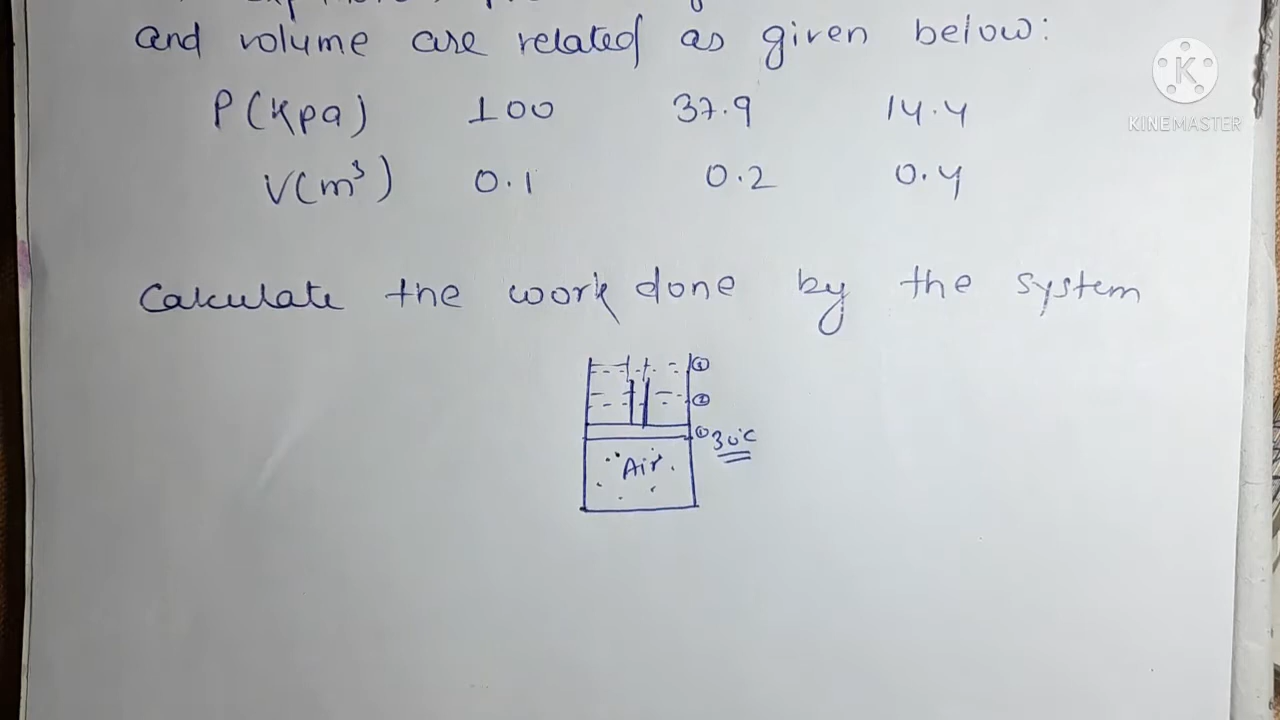 and volume are related as given below:
P(Kpa) 100 37.9 14.4
V(m³) 0.1 0.2 0.4
KINEMASTER
Calculate the work done by the system
① 30°C
Air